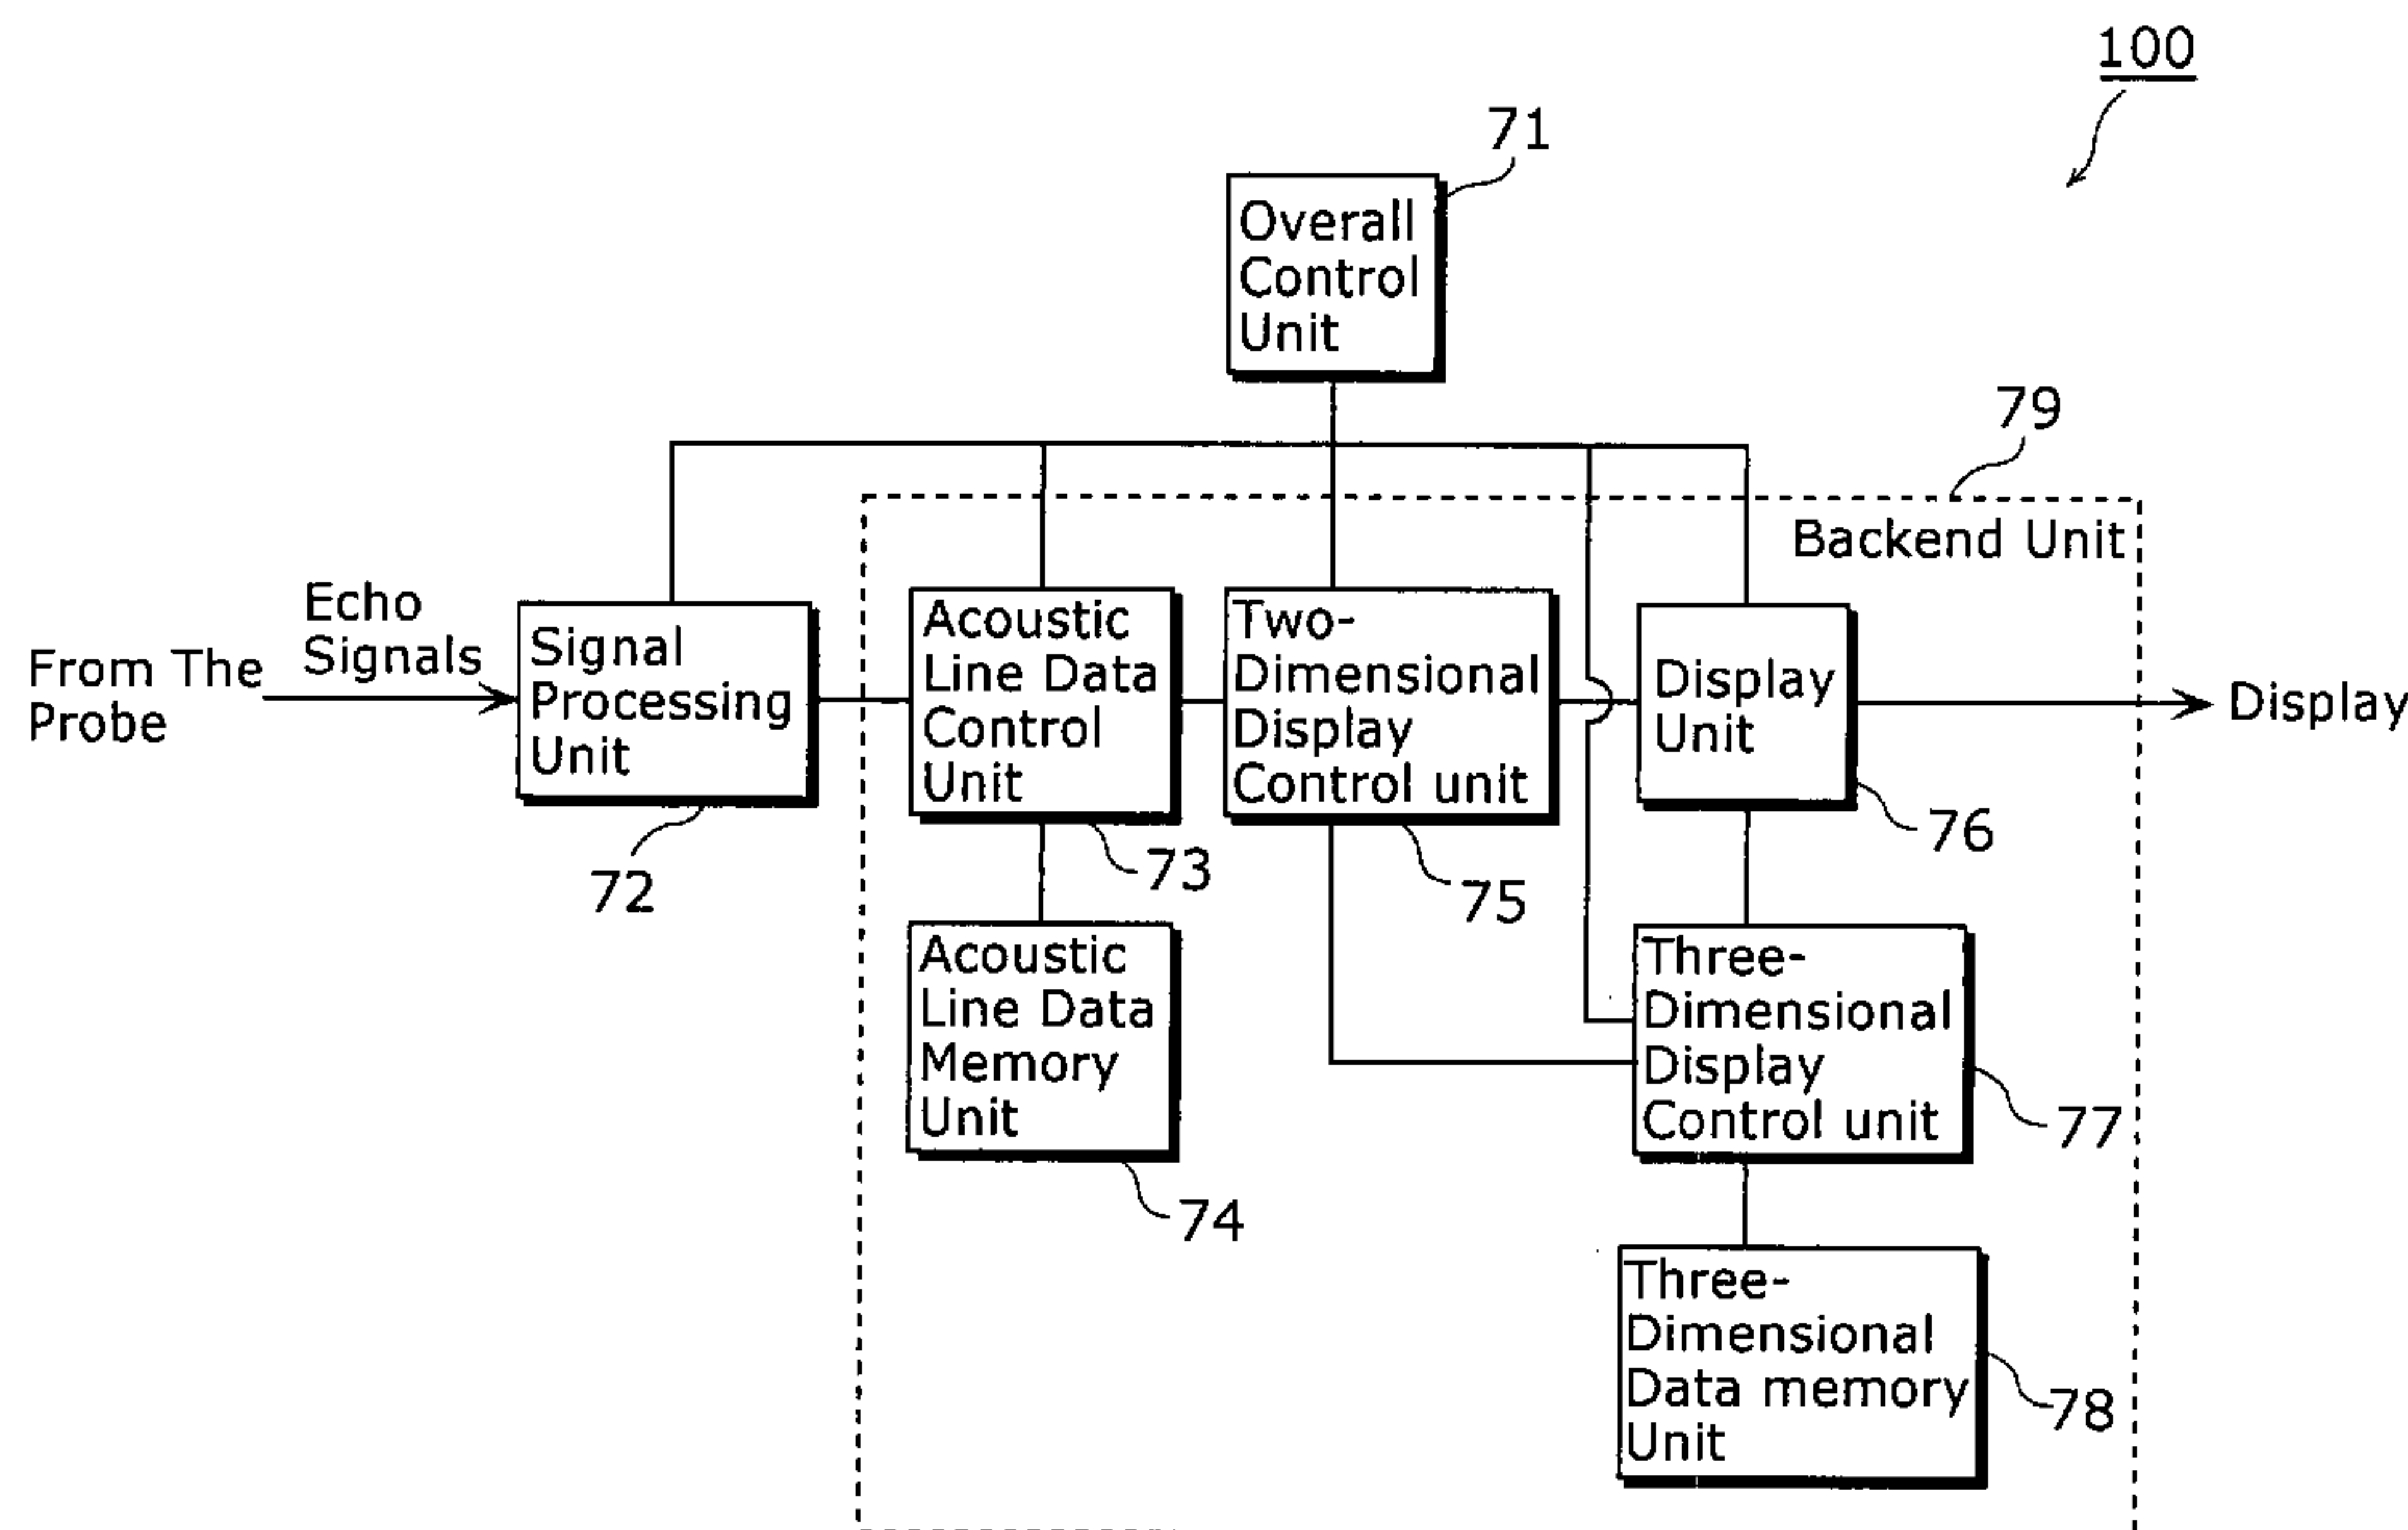 100
71
Overall
Control
Unit
79
Backend Unit
Echo
Signals
From The
Probe
Signal
Processing
Unit
72
Acoustic
Line Data
Control
Unit
73
Two-
Dimensional
Display
Control unit
75
Display
Unit
76
Display
Acoustic
Line Data
Memory
Unit
74
Three-
Dimensional
Display
Control unit
77
Three-
Dimensional
Data memory
Unit
78